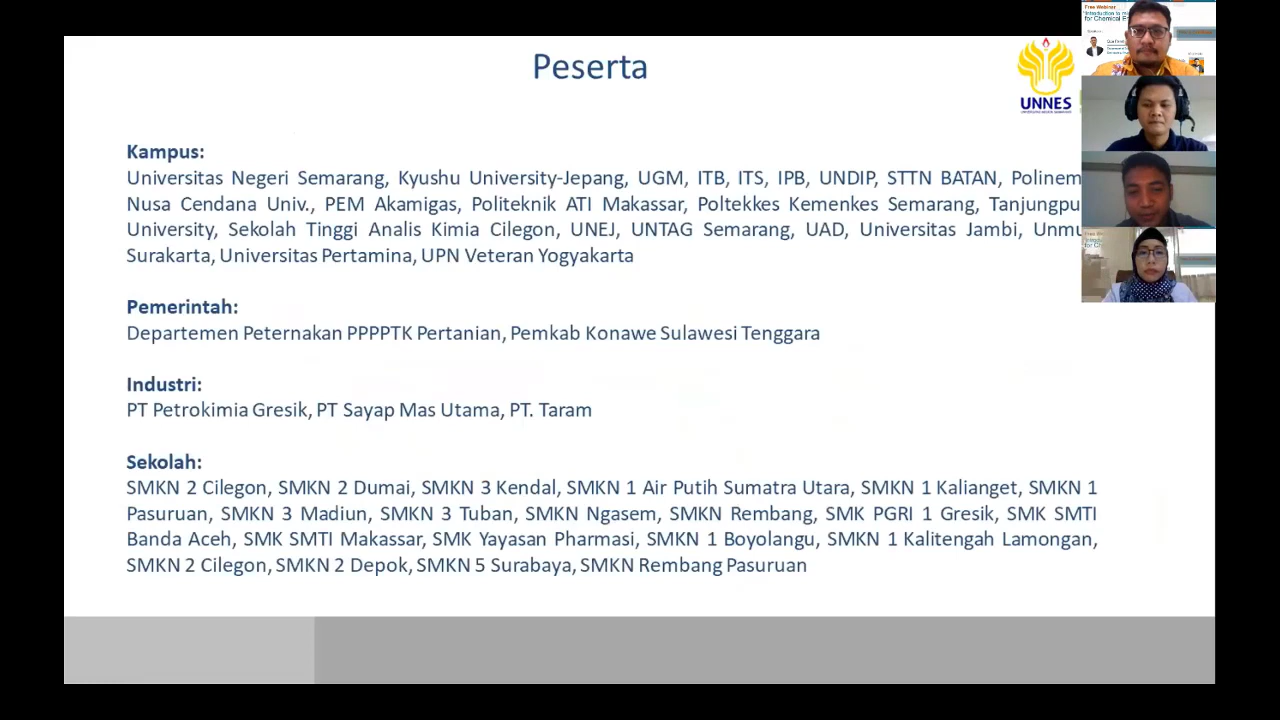 Peserta
UNNES
Free Webinar
"Introduction to
for Chemical
Kampus:
Universitas Negeri Semarang, Kyushu University-Jepang, UGM, ITB, ITS, IPB, UNDIP, STTN BATAN, Polinem
Nusa Cendana Univ., PEM Akamigas, Politeknik ATI Makassar, Poltekkes Kemenkes Semarang, Tanjungpu
University, Sekolah Tinggi Analis Kimia Cilegon, UNEJ, UNTAG Semarang, UAD, Universitas Jambi, Unmu
Surakarta, Universitas Pertamina, UPN Veteran Yogyakarta
Pemerintah:
Departemen Peternakan PPPPTK Pertanian, Pemkab Konawe Sulawesi Tenggara
Industri:
PT Petrokimia Gresik, PT Sayap Mas Utama, PT. Taram
Sekolah:
SMKN 2 Cilegon, SMKN 2 Dumai, SMKN 3 Kendal, SMKN 1 Air Putih Sumatra Utara, SMKN 1 Kalianget, SMKN 1
Pasuruan, SMKN 3 Madiun, SMKN 3 Tuban, SMKN Ngasem, SMKN Rembang, SMK PGRI 1 Gresik, SMK SMTI
Banda Aceh, SMK SMTI Makassar, SMK Yayasan Pharmasi, SMKN 1 Boyolangu, SMKN 1 Kalitengah Lamongan,
SMKN 2 Cilegon, SMKN 2 Depok, SMKN 5 Surabaya, SMKN Rembang Pasuruan